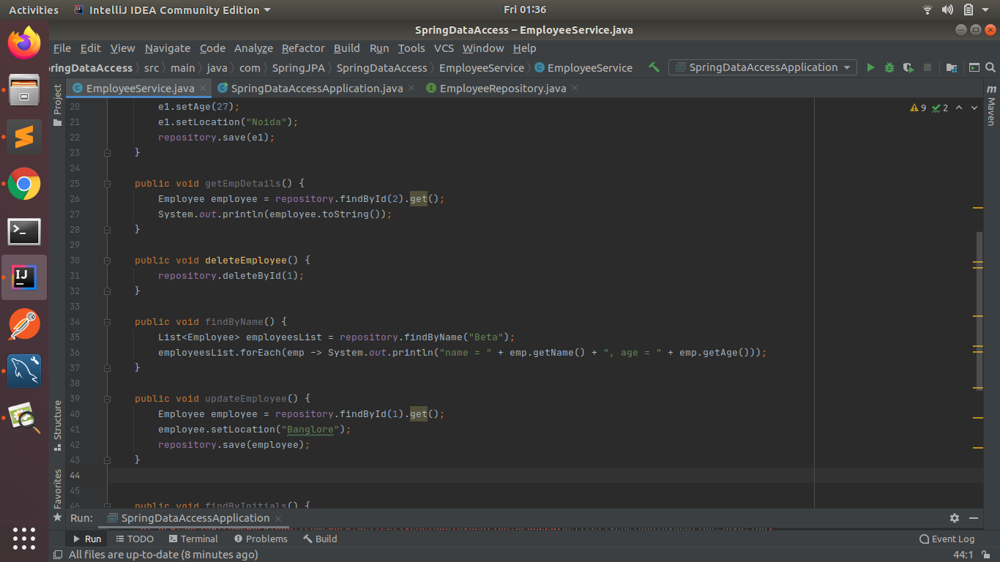 Activities IntelliJ IDEA Community Edition Fri 01:36
SpringDataAccess – EmployeeService.java
File Edit View Navigate Code Analyze Refactor Build Run Tools VCS Window Help
pringDataAccess src main java com SpringJPA SpringDataAccess EmployeeService EmployeeService SpringDataAccessApplication
EmployeeService.java SpringDataAccessApplication.java EmployeeRepository.java
Project
Structure
Favorites
Maven
9 2
20 e1.setAge(27);
21 e1.setLocation("Noida");
22 repository.save(e1);
23 }
24
25 public void getEmpDetails() {
26 Employee employee = repository.findById(2).get();
27 System.out.println(employee.toString());
28 }
29
30 public void deleteEmployee() {
31 repository.deleteById(1);
32 }
33
34 public void findByName() {
35 List<Employee> employeesList = repository.findByName("Beta");
36 employeesList.forEach(emp -> System.out.println("name = " + emp.getName() + ", age = " + emp.getAge()));
37 }
38
39 public void updateEmployee() {
40 Employee employee = repository.findById(1).get();
41 employee.setLocation("Banglore");
42 repository.save(employee);
43 }
44
45
46 public void findByInitials() {
Run: SpringDataAccessApplication
Run TODO Terminal Problems Build Event Log
All files are up-to-date (8 minutes ago) 44:1